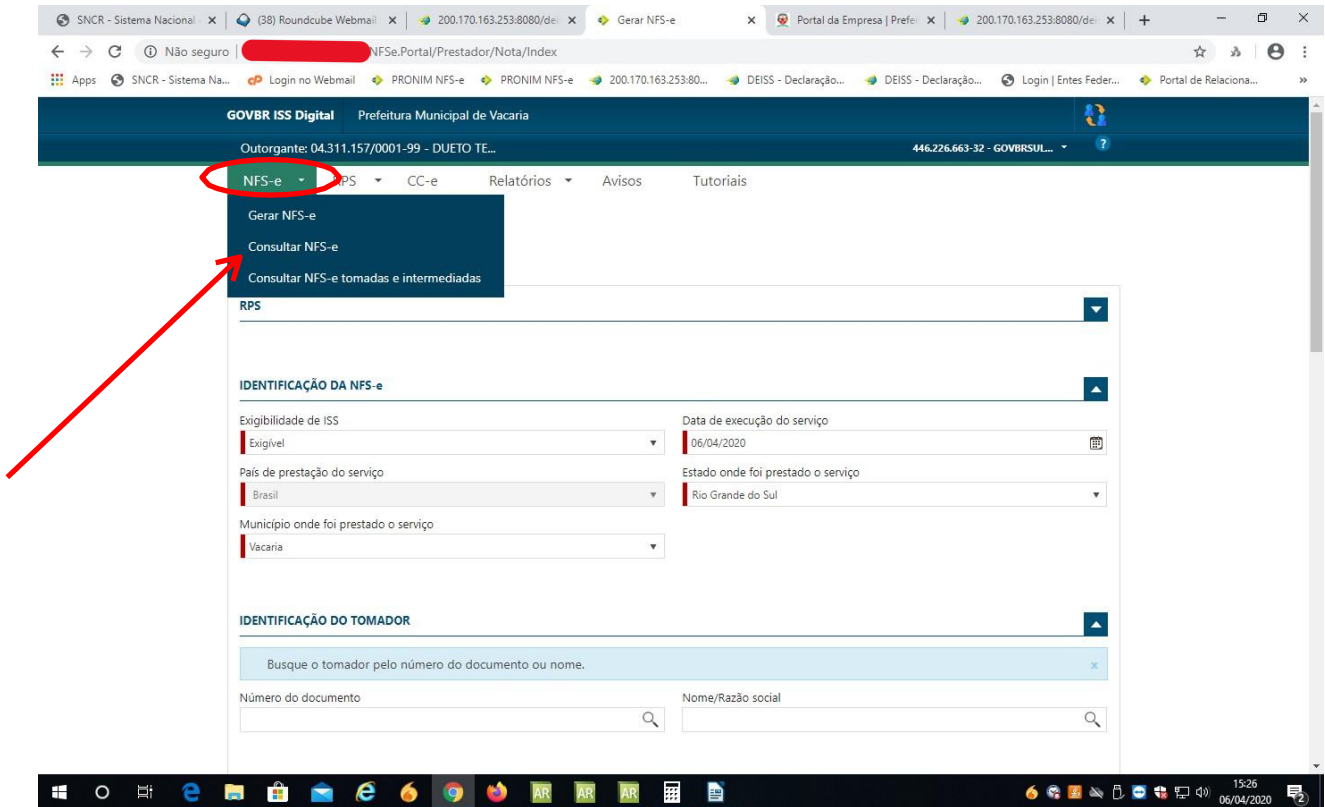 SNCR - Sistema Nacional
(38) Roundcube Webmail
200.170.163.253:8080/dei
Gerar NFS-e
Portal da Empresa | Prefei
200.170.163.253:8080/dei
Não seguro
NFSe.Portal/Prestador/Nota/Index
Apps
SNCR - Sistema Na...
Login no Webmail
PRONIM NFS-e
PRONIM NFS-e
200.170.163.253:80...
DEISS - Declaração...
DEISS - Declaração...
Login | Entes Feder...
Portal de Relaciona...
»
GOVBR ISS Digital Prefeitura Municipal de Vacaria
Outorgante: 04.311.157/0001-99 - DUETO TE...
446.226.663-32 - GOVBRSUL...
?
NFS-e RPS CC-e Relatórios Avisos Tutoriais
Gerar NFS-e
Consultar NFS-e
Consultar NFS-e tomadas e intermediadas
RPS
IDENTIFICAÇÃO DA NFS-e
Exigibilidade de ISS
Data de execução do serviço
Exigível
06/04/2020
País de prestação do serviço
Estado onde foi prestado o serviço
Brasil
Rio Grande do Sul
Município onde foi prestado o serviço
Vacaria
IDENTIFICAÇÃO DO TOMADOR
Busque o tomador pelo número do documento ou nome.
x
Número do documento
Nome/Razão social
AR
AR
AR
15:26
06/04/2020
2